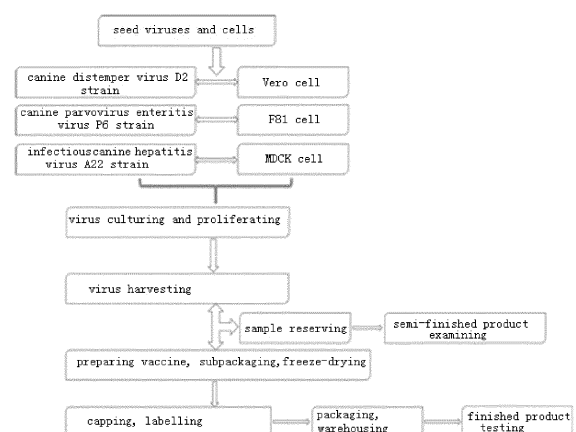 seed viruses and cells
canine distemper virus D2
strain
Vero cell
canine parvovirus enteritis
virus P6 strain
F81 cell
infectiouscanine hepatitis
virus A22 strain
MDCK cell
virus culturing and proliferating
virus harvesting
sample reserving
semi-finished product
examining
preparing vaccine, subpackaging,freeze-drying
capping, labelling
packaging,
warehousing
finished product
testing